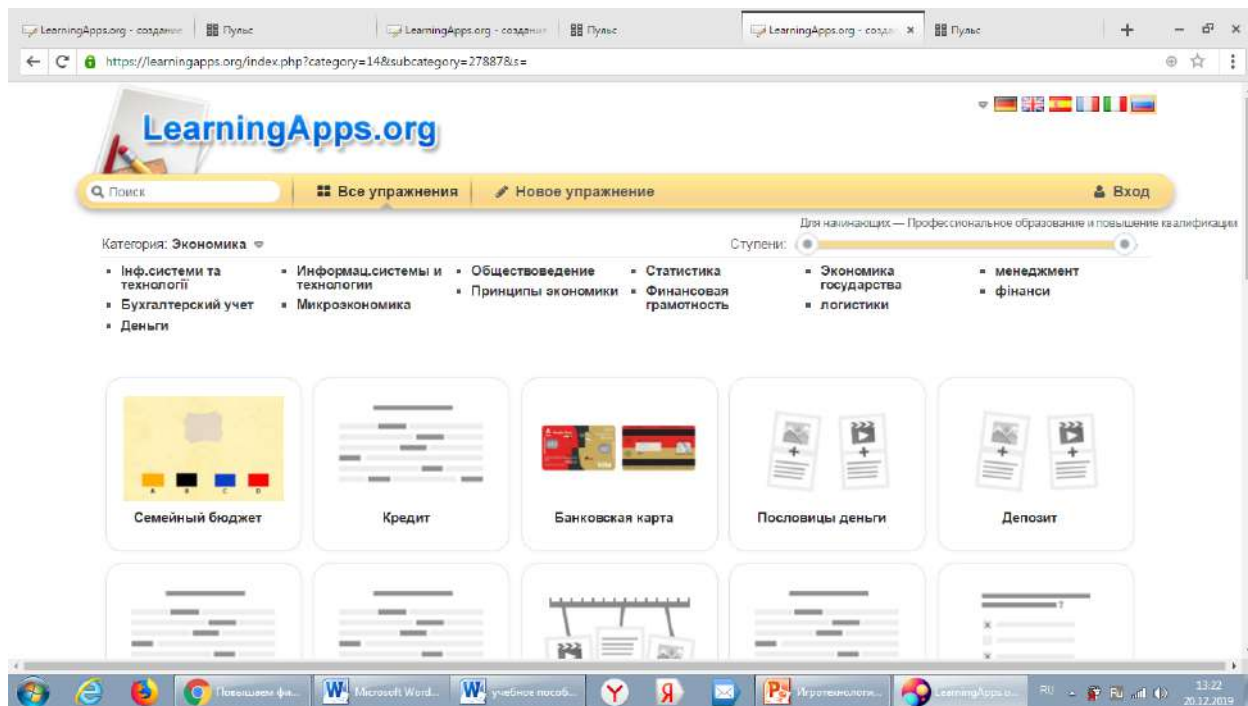 LearningApps.org - создание Пульс LearningApps.org - создани Пульс LearningApps.org - созда Пульс
https://learningapps.org/index.php?category=14&subcategory=27887&s=
LearningApps.org
Поиск Все упражнения Новое упражнение Вход
Для начинающих — Профессиональное образование и повышение квалификации
Категория: Экономика Ступени:
Інф.системи та технології
Бухгалтерский учет
Деньги
Информац.системы и технологии
Микроэкономика
Обществоведение
Принципы экономики
Статистика
Финансовая грамотность
Экономика государства
логистики
менеджмент
фінанси
A B C D
Семейный бюджет Кредит Банковская карта Пословицы деньги Депозит
?
Повышаем фи... Microsoft Word... учебное пособ... Игротехнологи... LearningApps.o... RU 13:22
20.12.2019